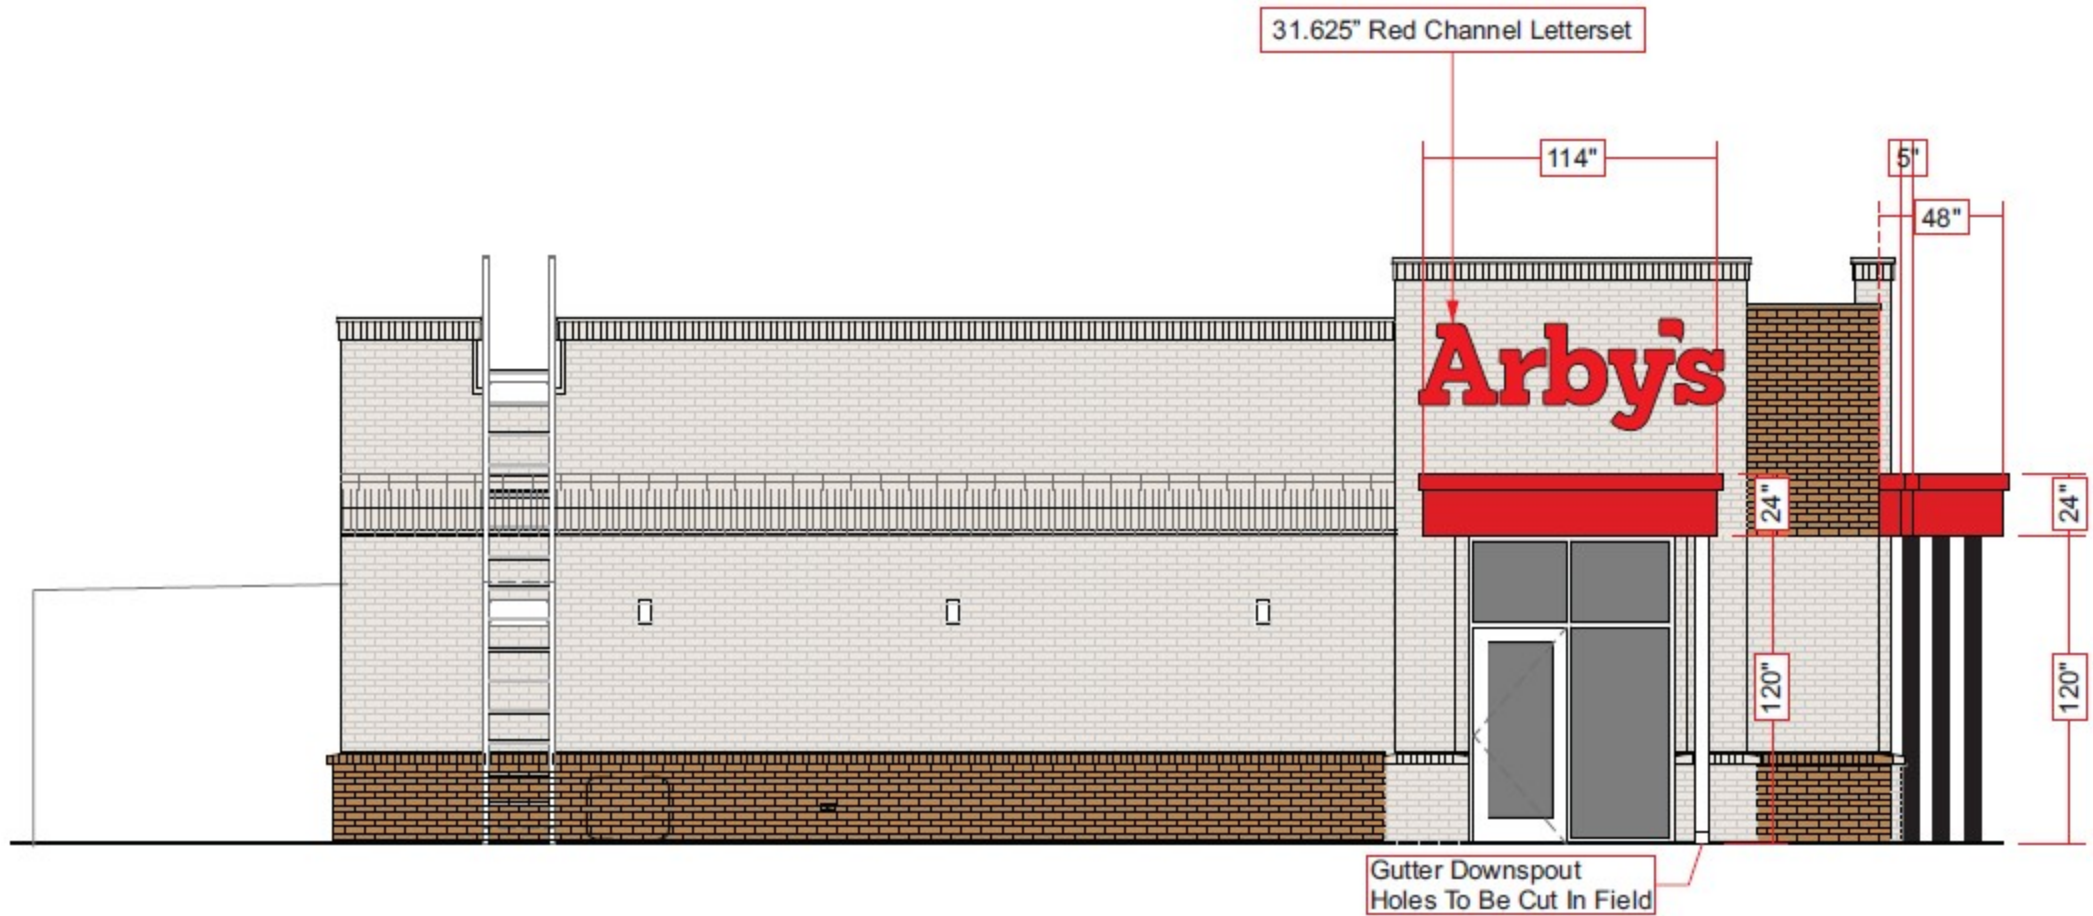 31.625” Red Channel Letterset
114"
5"
48"
Arby's
24"
24"
120"
120"
Gutter Downspout
Holes To Be Cut In Field